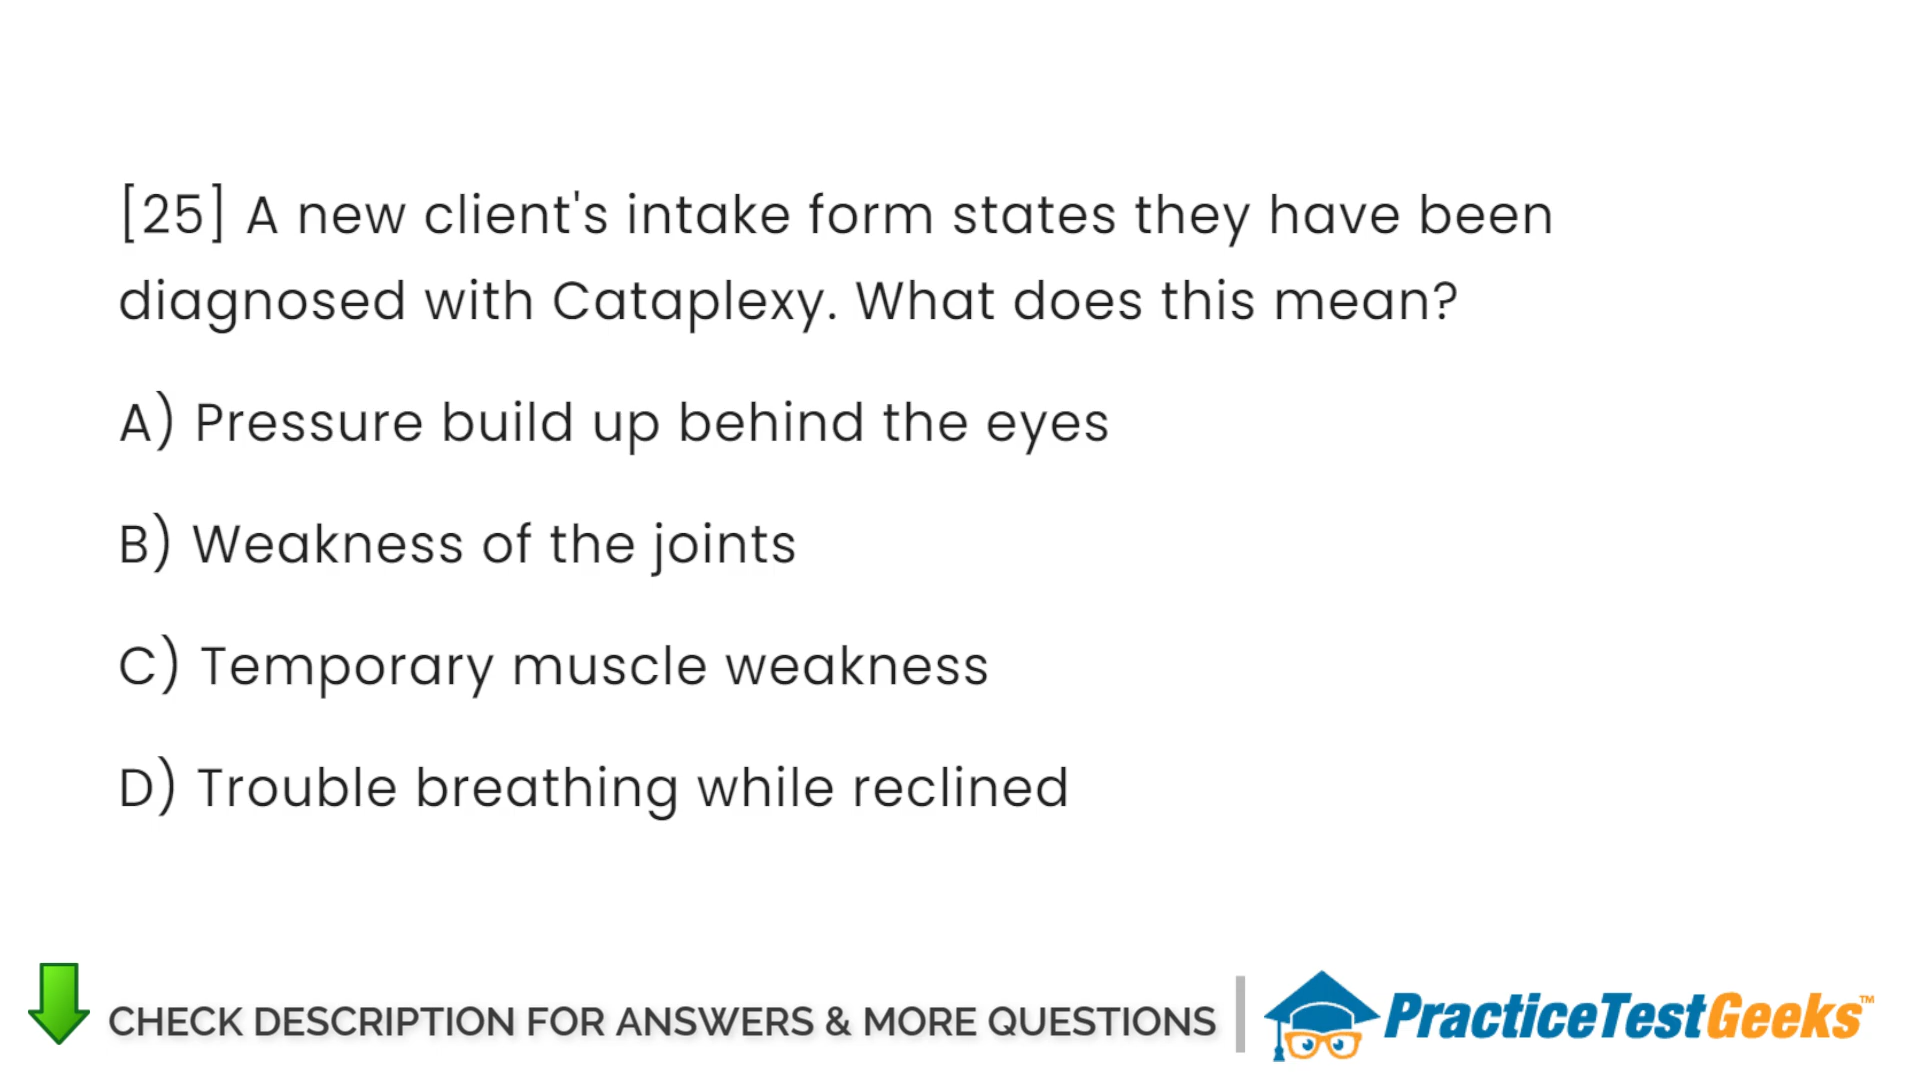 [25] A new client's intake form states they have been
diagnosed with Cataplexy. What does this mean?
A) Pressure build up behind the eyes
B) Weakness of the joints
C) Temporary muscle weakness
D) Trouble breathing while reclined
CHECK DESCRIPTION FOR ANSWERS & MORE QUESTIONS
PracticeTestGeeks™